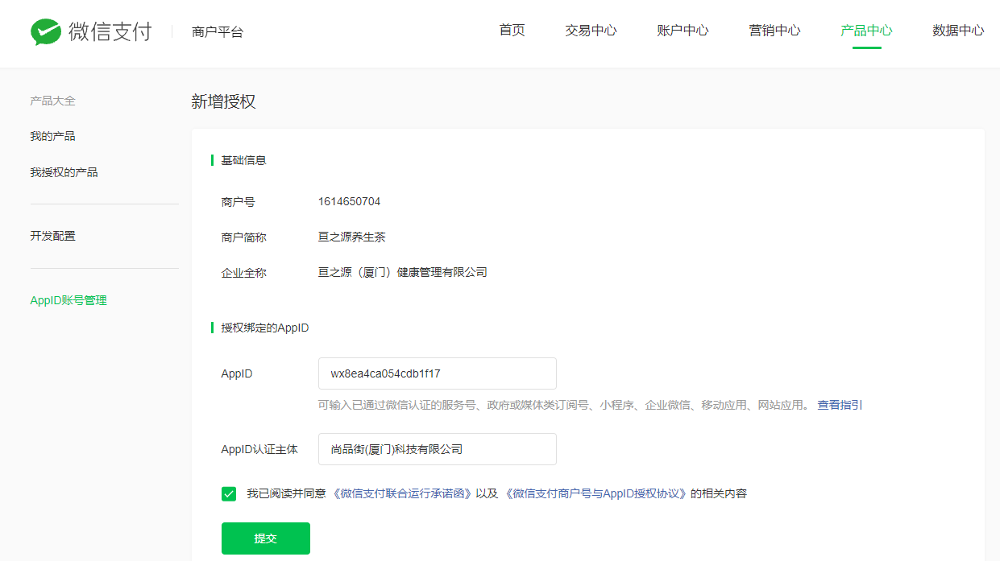 微信支付 商户平台 首页 交易中心 账户中心 营销中心 产品中心 数据中心
产品大全
我的产品
我授权的产品
开发配置
AppID账号管理
新增授权
基础信息
商户号 1614650704
商户简称 亘之源养生茶
企业全称 亘之源（厦门）健康管理有限公司
授权绑定的AppID
AppID wx8ea4ca054cdb1f17
可输入已通过微信认证的服务号、政府或媒体类订阅号、小程序、企业微信、移动应用、网站应用。 查看指引
AppID认证主体 尚品街(厦门)科技有限公司
我已阅读并同意《微信支付联合运行承诺函》以及《微信支付商户号与AppID授权协议》的相关内容
提交